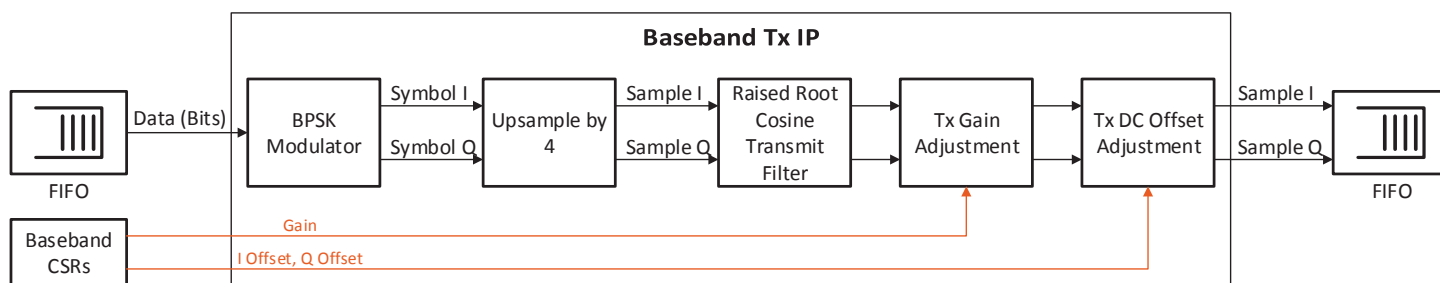 Baseband Tx IP
FIFO
Data (Bits)
BPSK
Modulator
Symbol I
Symbol Q
Upsample by
4
Sample I
Sample Q
Raised Root
Cosine
Transmit
Filter
Tx Gain
Adjustment
Tx DC Offset
Adjustment
Sample I
Sample Q
FIFO
Baseband
CSRs
Gain
I Offset, Q Offset